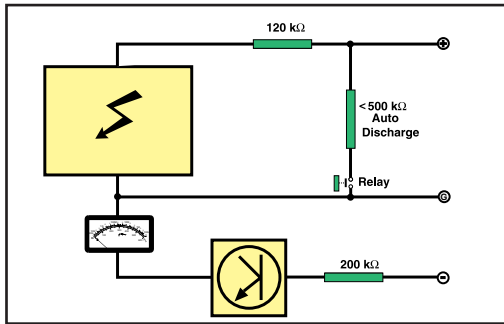 120 kΩ
+
<500 kΩ
Auto
Discharge
Relay
G
200 kΩ
−